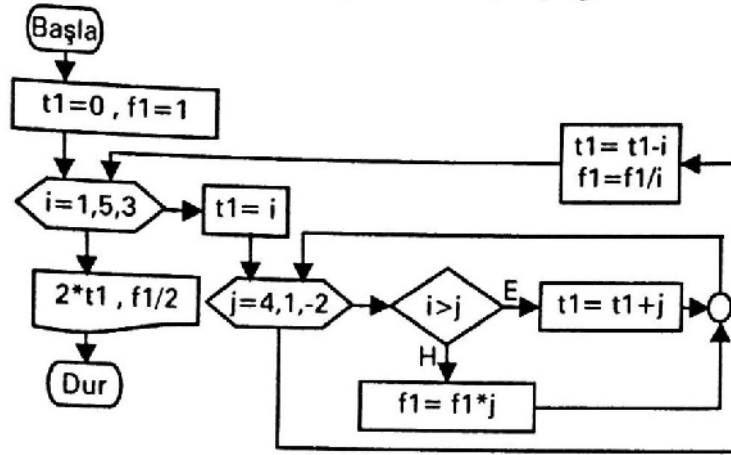 Başla
t1=0 , f1=1
t1= t1-i
f1=f1/i
i=1,5,3
t1= i
2*t1 , f1/2
j=4,1,-2
i>j
E
t1= t1+j
H
Dur
f1= f1*j